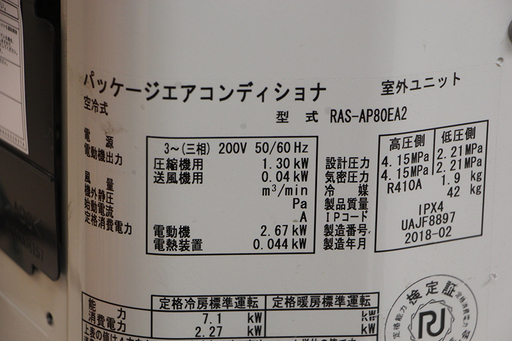 パッケージエアコンディショナ 室外ユニット
空冷式
型式 RAS-AP80EA2
電源 3~(三相) 200V 50/60Hz
電動機出力 圧縮機用 1.30 kW
送風機用 0.04 kW
風量 m³/min
機外静圧 Pa
始動電流 A
定格消費電力 電動機 2.67 kW
電熱装置 0.044 kW
高圧側 低圧側
設計圧力 4.15MPa 2.21MPa
気密圧力 4.15MPa 2.21MPa
冷媒 R410A 1.9 kg
製品質量 42 kg
IPコード IPX4
製造番号 UAJF8897
製造年月 2018-02
定格冷房標準運転 定格暖房標準運転
能力 7.1 kW kW
消費電力 2.27 kW kW
検定証
定格能力